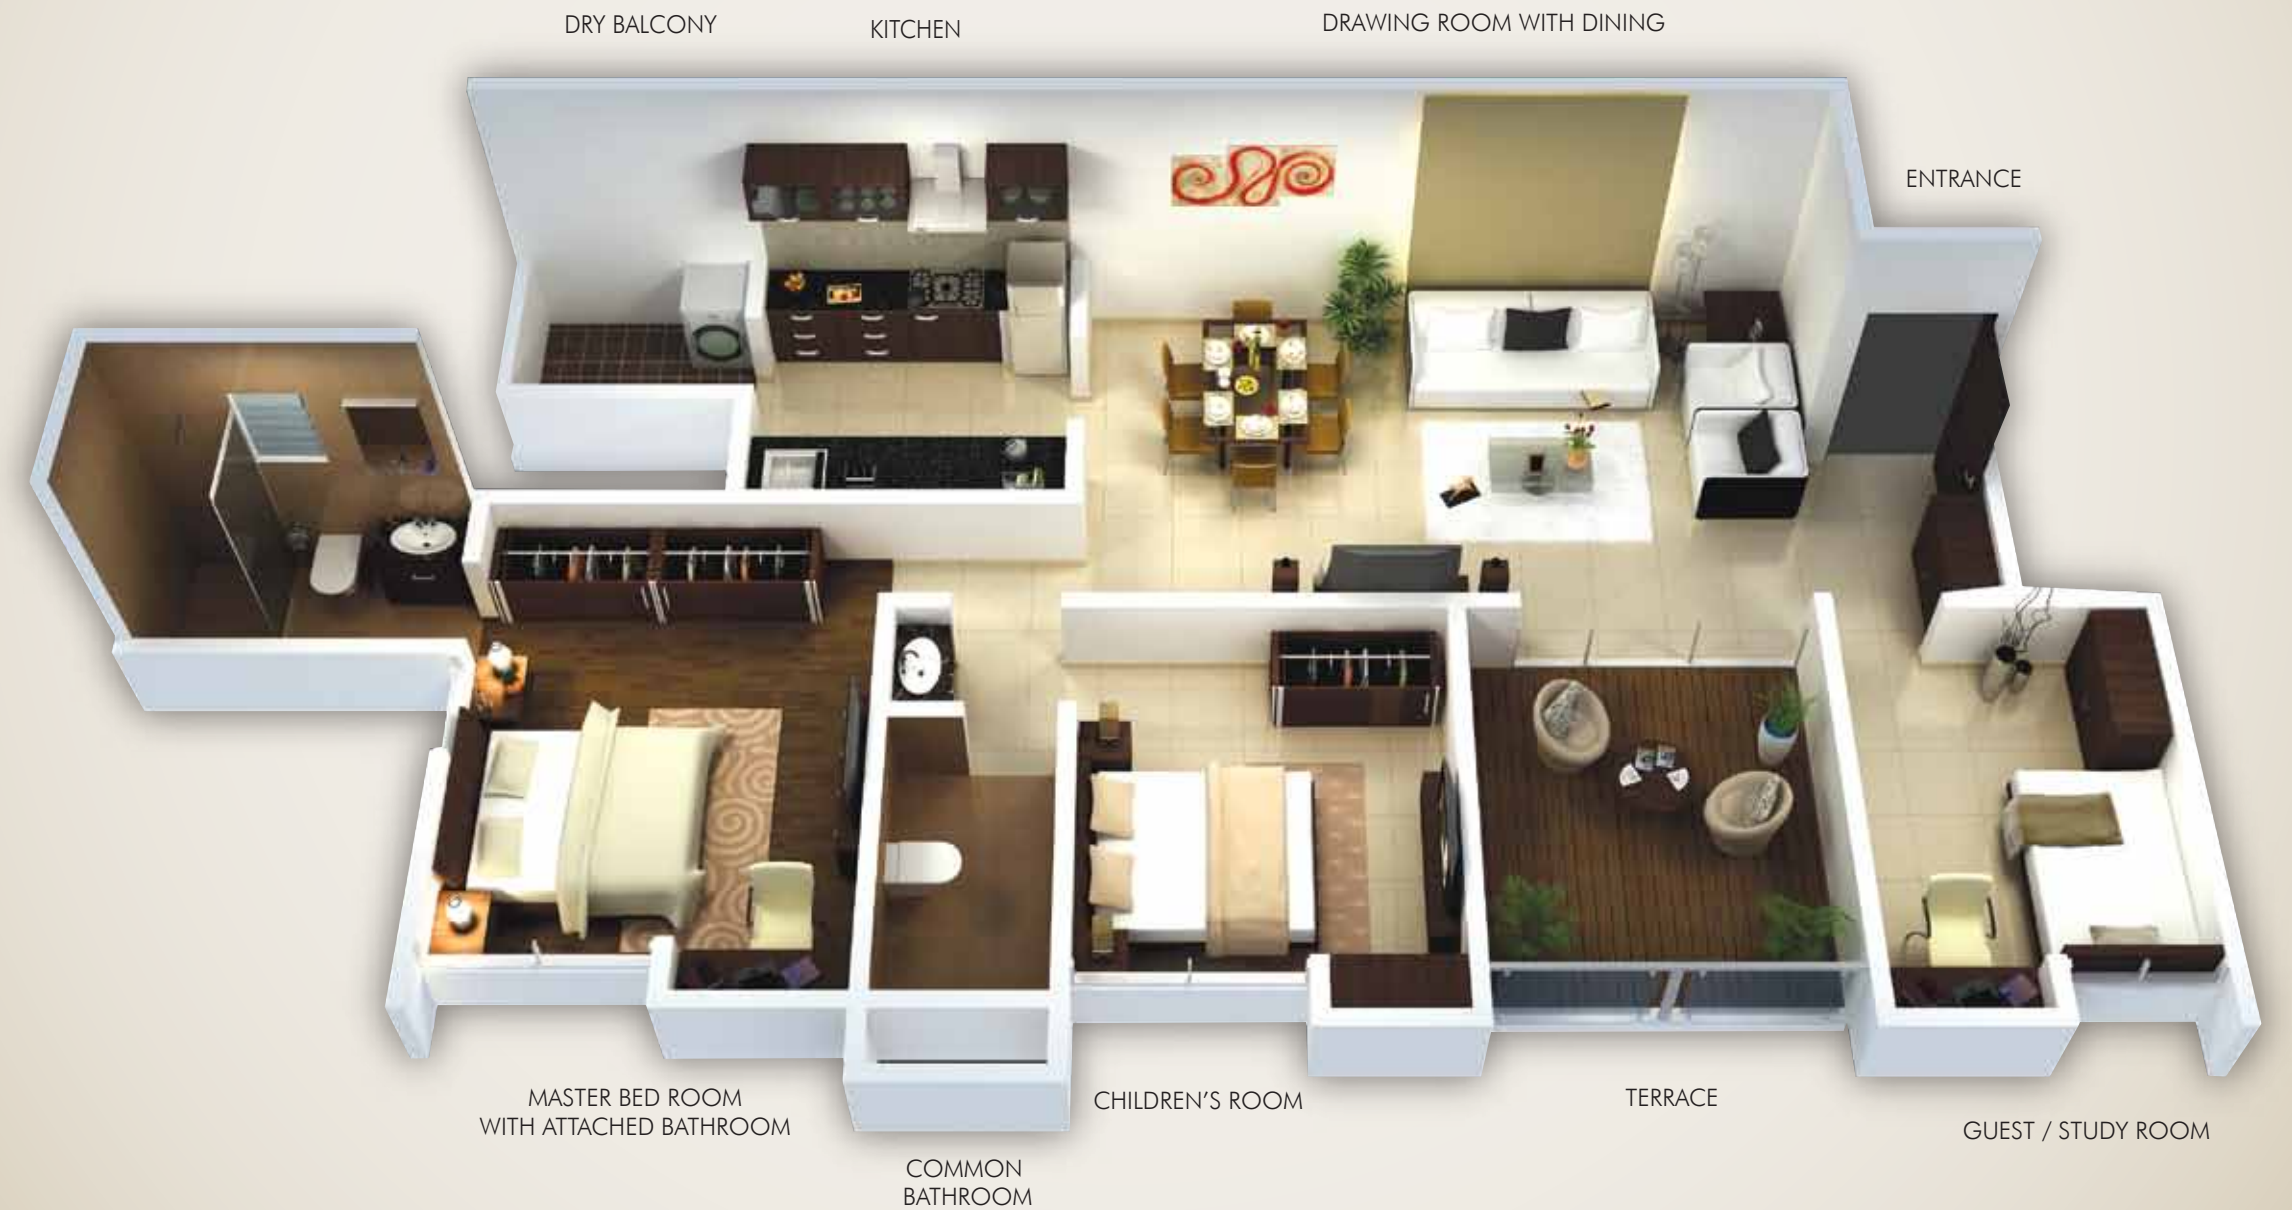 DRY BALCONY
KITCHEN
DRAWING ROOM WITH DINING
ENTRANCE
MASTER BED ROOM
WITH ATTACHED BATHROOM
COMMON
BATHROOM
CHILDREN'S ROOM
TERRACE
GUEST / STUDY ROOM